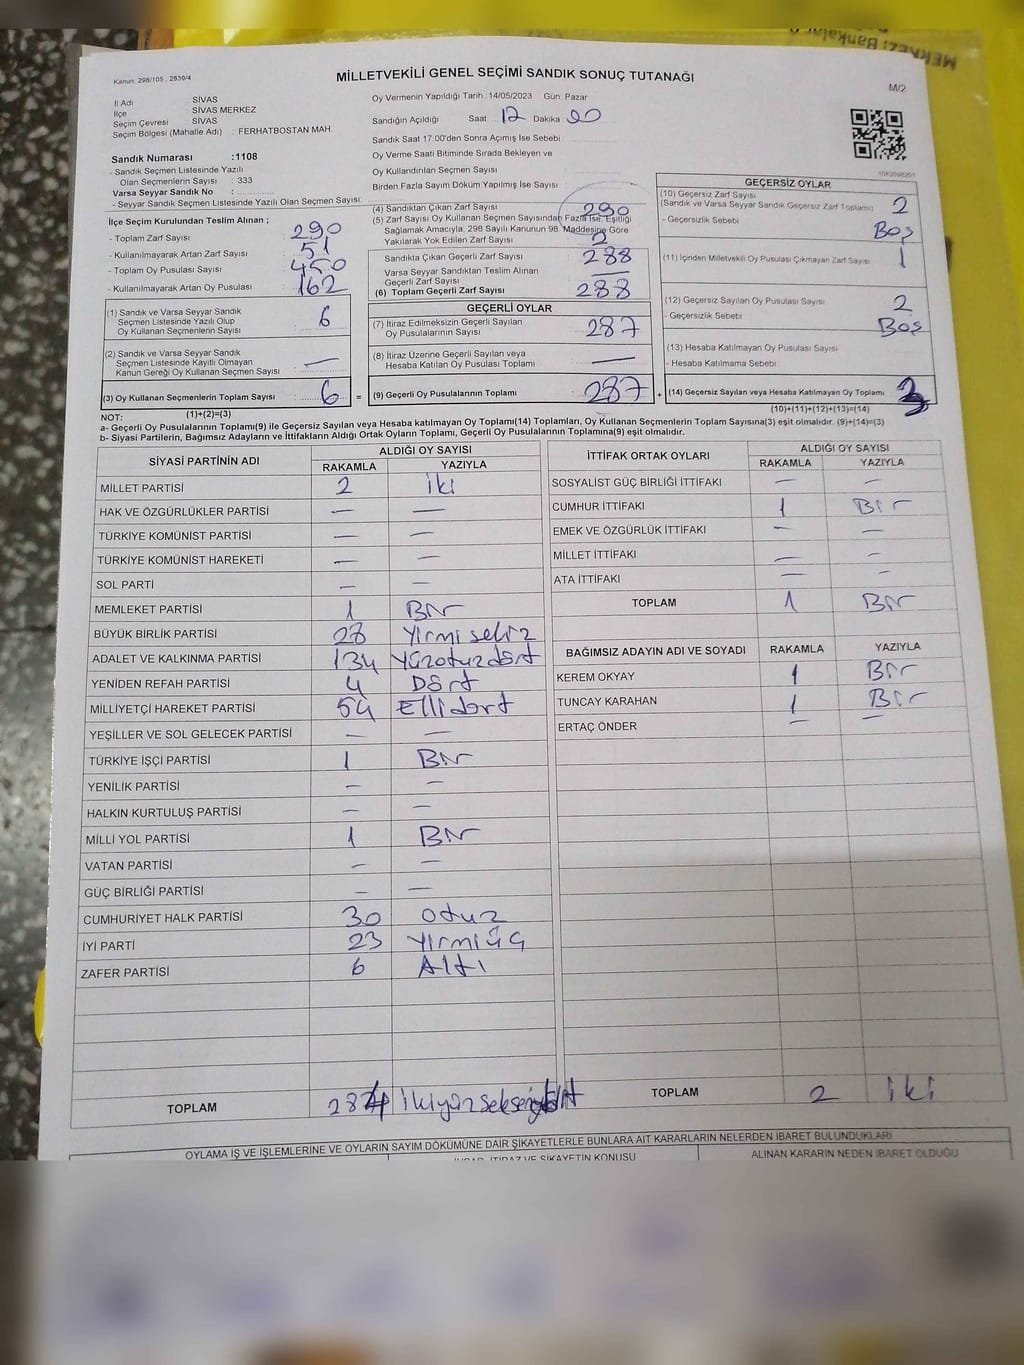 MERKEZ: Bankalar
Kanun: 298/105 , 2839/4
MİLLETVEKİLİ GENEL SEÇİMİ SANDIK SONUÇ TUTANAĞI
M/2
İl Adı SİVAS
İlçe SİVAS MERKEZ
Seçim Çevresi SİVAS
Seçim Bölgesi (Mahalle Adı) : FERHATBOSTAN MAH.
Sandık Numarası :1108
- Sandık Seçmen Listesinde Yazılı
Olan Seçmenlerin Sayısı : 333
Varsa Seyyar Sandık No :
- Seyyar Sandık Seçmen Listesinde Yazılı Olan Seçmen Sayısı:
Oy Vermenin Yapıldığı Tarih :14/05/2023 Gün: Pazar
Sandığın Açıldığı Saat 17 Dakika 20
Sandık Saat 17:00'den Sonra Açımış İse Sebebi
Oy Verme Saati Bitiminde Sırada Bekleyen ve
Oy Kullandırılan Seçmen Sayısı
Birden Fazla Sayım Döküm Yapılmış İse Sayısı
İlçe Seçim Kurulundan Teslim Alınan ;
- Toplam Zarf Sayısı : 290
- Kullanılmayarak Artan Zarf Sayısı : 51
- Toplam Oy Pusulası Sayısı : 450
- Kullanılmayarak Artan Oy Pusulası : 162
(1) Sandık ve Varsa Seyyar Sandık
Seçmen Listesinde Yazılı Olup
Oy Kullanan Seçmenlerin Sayısı : 6
(2) Sandık ve Varsa Seyyar Sandık
Seçmen Listesinde Kayıtlı Olmayan
Kanun Gereği Oy Kullanan Seçmen Sayısı : —
(3) Oy Kullanan Seçmenlerin Toplam Sayısı : 6 =
(4) Sandıktan Çıkan Zarf Sayısı 290
(5) Zarf Sayısı Oy Kullanan Seçmen Sayısından Fazla İse, Eşitliği
Sağlamak Amacıyla, 298 Sayılı Kanunun 98. Maddesine Göre
Yakılarak Yok Edilen Zarf Sayısı 2
Sandıkta Çıkan Geçerli Zarf Sayısı : 288
Varsa Seyyar Sandıktan Teslim Alınan
Geçerli Zarf Sayısı —
(6) Toplam Geçerli Zarf Sayısı : 288
GEÇERLİ OYLAR
(7) İtiraz Edilmeksizin Geçerli Sayılan
Oy Pusulalarının Sayısı : 287
(8) İtiraz Üzerine Geçerli Sayılan veya
Hesaba Katılan Oy Pusulası Toplamı : —
(9) Geçerli Oy Pusulalarının Toplamı : 287 +
1085098201
GEÇERSİZ OYLAR
(10) Geçersiz Zarf Sayısı
(Sandık ve Varsa Seyyar Sandık Geçersiz Zarf Toplamı) 2
- Geçersizlik Sebebi Boş
(11) İçinden Milletvekili Oy Pusulası Çıkmayan Zarf Sayısı 1
(12) Geçersiz Sayılan Oy Pusulası Sayısı 2
- Geçersizlik Sebebi : Boş
(13) Hesaba Katılmayan Oy Pusulası Sayısı
- Hesaba Katılmama Sebebi
(14) Geçersiz Sayılan veya Hesaba Katılmayan Oy Toplamı
NOT: (1)+(2)=(3) (10)+(11)+(12)+(13)=(14)
a- Geçerli Oy Pusulalarının Toplamı(9) ile Geçersiz Sayılan veya Hesaba katılmayan Oy Toplamı(14) Toplamları, Oy Kullanan Seçmenlerin Toplam Sayısına(3) eşit olmalıdır. (9)+(14)=(3)
b- Siyasi Partilerin, Bağımsız Adayların ve İttifakların Aldığı Ortak Oyların Toplamı, Geçerli Oy Pusulalarının Toplamına(9) eşit olmalıdır.
SİYASİ PARTİNİN ADI ALDIĞI OY SAYISI
RAKAMLA YAZIYLA
MİLLET PARTİSİ 2 iki
HAK VE ÖZGÜRLÜKLER PARTİSİ — —
TÜRKİYE KOMÜNİST PARTİSİ — —
TÜRKİYE KOMÜNİST HAREKETİ — —
SOL PARTİ — —
MEMLEKET PARTİSİ 1 Bir
BÜYÜK BİRLİK PARTİSİ 28 Yirmi sekiz
ADALET VE KALKINMA PARTİSİ 134 Yüzotuzdört
YENİDEN REFAH PARTİSİ 4 Dört
MİLLİYETÇİ HAREKET PARTİSİ 54 Ellidört
YEŞİLLER VE SOL GELECEK PARTİSİ — —
TÜRKİYE İŞÇİ PARTİSİ 1 Bir
YENİLİK PARTİSİ — —
HALKIN KURTULUŞ PARTİSİ — —
MİLLİ YOL PARTİSİ 1 Bir
VATAN PARTİSİ — —
GÜÇ BİRLİĞİ PARTİSİ — —
CUMHURİYET HALK PARTİSİ 30 otuz
İYİ PARTİ 23 Yirmiüç
ZAFER PARTİSİ 6 Altı
TOPLAM 284
İTTİFAK ORTAK OYLARI ALDIĞI OY SAYISI
RAKAMLA YAZIYLA
SOSYALİST GÜÇ BİRLİĞİ İTTİFAKI — —
CUMHUR İTTİFAKI 1 Bir
EMEK VE ÖZGÜRLÜK İTTİFAKI — —
MİLLET İTTİFAKI — —
ATA İTTİFAKI — —
TOPLAM 1 Bir
BAĞIMSIZ ADAYIN ADI VE SOYADI RAKAMLA YAZIYLA
KEREM OKYAY 1 Bir
TUNCAY KARAHAN 1 Bir
ERTAÇ ÖNDER — —
TOPLAM 2 iki
OYLAMA İŞ VE İŞLEMLERİNE VE OYLARIN SAYIM DÖKÜMÜNE DAİR ŞİKAYETLERLE BUNLARA AİT KARARLARIN NELERDEN İBARET BULUNDUKLARI
İTİRAZ VE ŞİKAYETİN KONUSU ALINAN KARARIN NEDEN İBARET OLDUĞU